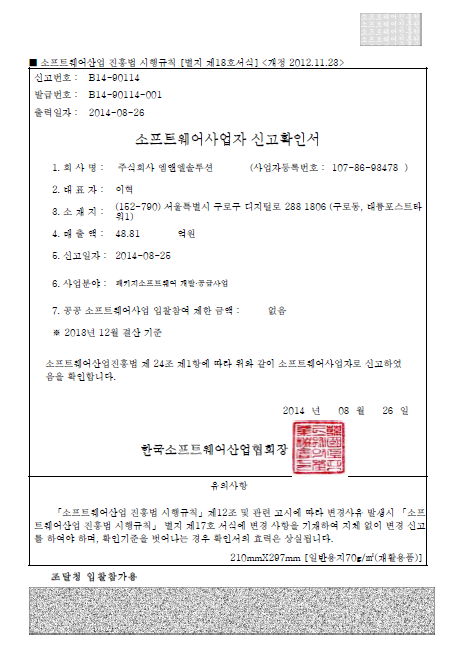 ■ 소프트웨어산업 진흥법 시행규칙 [별지 제18호서식] <개정 2012.11.28>
신고번호 : B14-90114
발급번호 : B14-90114-001
출력일자 : 2014-08-26
소프트웨어사업자 신고확인서
1. 회 사 명 : 주식회사 엠앤엘솔루션 (사업자등록번호 : 107-86-98478 )
2. 대 표 자 : 이혁
3. 소 재 지 : (152-790) 서울특별시 구로구 디지털로 288 1806 (구로동, 대륭포스트타
워1)
4. 매 출 액 : 48.81 억원
5. 신고일자 : 2014-08-25
6. 사업분야 : 패키지소프트웨어 개발·공급사업
7. 공공 소프트웨어사업 입찰참여 제한 금액 : 없음
※ 2013년 12월 결산 기준
소프트웨어산업진흥법 제 24조 제1항에 따라 위와 같이 소프트웨어사업자로 신고하였
음을 확인합니다.
2014 년 08 월 26 일
한국소프트웨어산업협회장
유의사항
「소프트웨어산업 진흥법 시행규칙」제12조 및 관련 고시에 따라 변경사유 발생시 「소프
트웨어산업 진흥법 시행규칙」 별지 제17호 서식에 변경 사항을 기재하여 지체 없이 변경 신고
를 하여야 하며, 확인기준을 벗어나는 경우 확인서의 효력은 상실됩니다.
210mmX297mm [일반용지70g/㎡(재활용품)]
조달청 입찰참가용